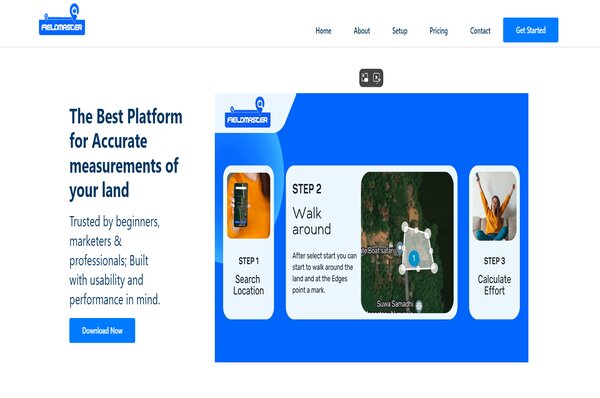 FIELDMASTER
Home About Setup Pricing Contact Get Started
The Best Platform
for Accurate
measurements of
your land
Trusted by beginners,
marketers &
professionals; Built
with usability and
performance in mind.
Download Now
FIELDMASTER
STEP 1
Search
Location
STEP 2
Walk
around
After select start you can
start to walk around the
land and at the Edges
point a mark.
te Boat safari
1
Suwa Samadhi
STEP 3
Calculate
Effort